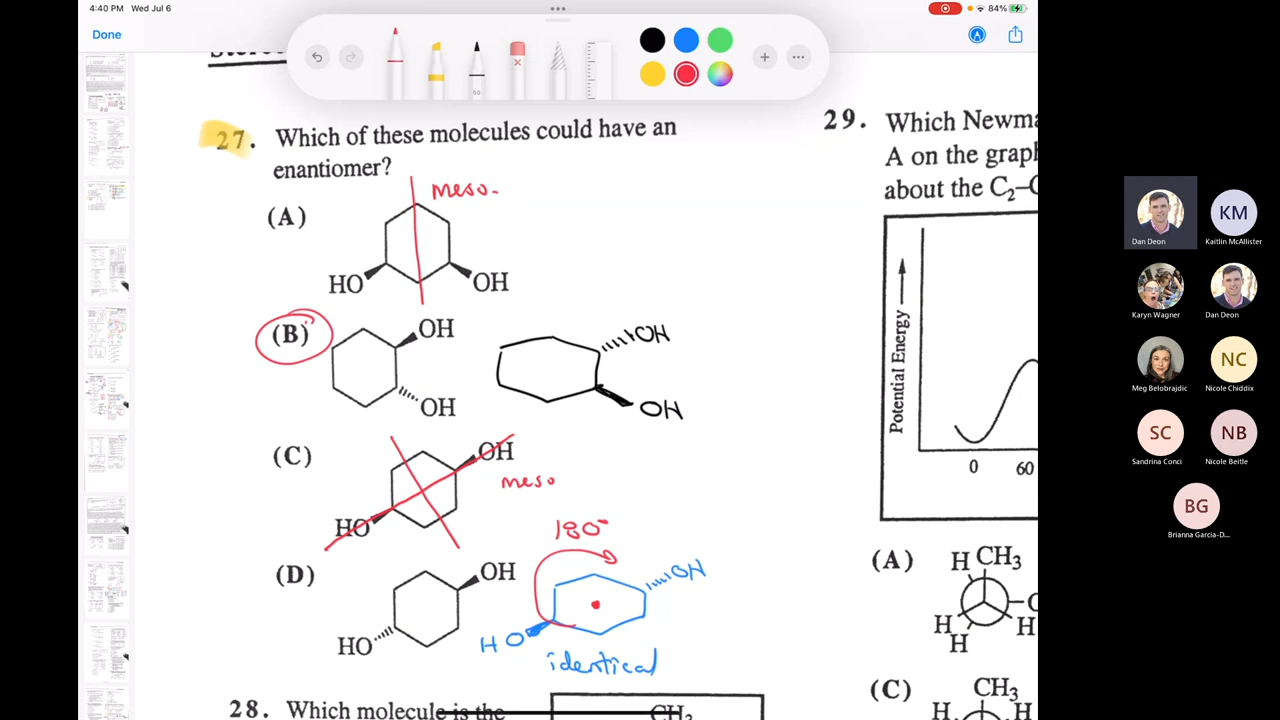 4:40 PM Wed Jul 6
84%
Done
27. Which of these molecules could have an
enantiomer?
meso.
(A)
HO
OH
(B)
OH
OH
OH
OH
(C)
OH
HO
meso
180°
(D)
OH
HO
OH
HO
identical
28. Which molecule is the
CH3
29. Which Newm
A on the grap
about the C2–C
Potential Energy
0 60
(A)
H CH3
H
H
H
(C)
CH3
H
H
Dan Deon
KM
Kaitlin McAllister
Karyn Wagner
Dan Deon
Meg Belobrajdic
NC
Nicole Chiddix
SC
Sandrina Conci
NB
Nicole Beitle
BG
Brianna Garcia-D...